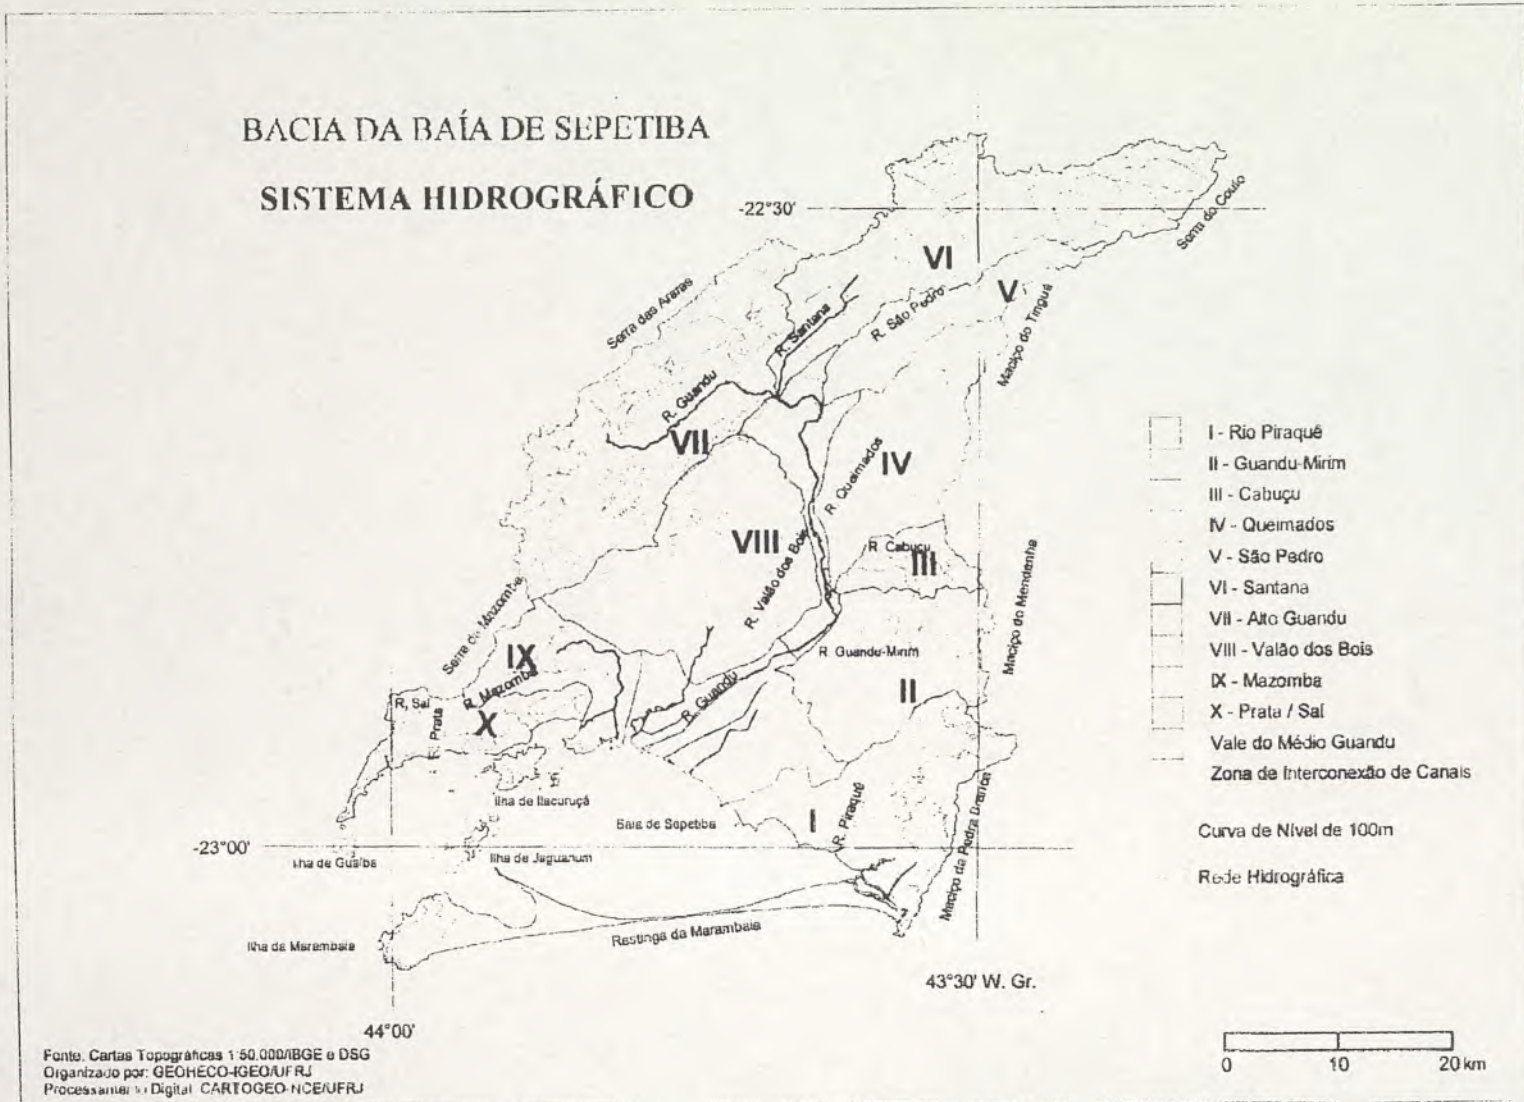 BACIA DA BAÍA DE SEPETIBA
SISTEMA HIDROGRÁFICO
-22°30'
Serra do Couto
VI
V
R. São Pedro
Maciço do Tinguá
Serra das Araras
R. Santana
R. Guandu
VII
IV
R. Queimados
VIII
R. Valão dos Bois
R. Cabuçu
III
Maciço do Mendanha
Serra do Mazomba
IX
R. Mazomba
R. Guandu-Mirim
II
R. Guandu
R, Saí
R. Prata
X
Ilha de Itacuruçá
Baia de Sepetiba
I
R. Piraquê
Maciço da Pedra Branca
-23°00'
Ilha de Guaíba
Ilha de Jaguanum
Ilha de Marambaia
Restinga da Marambaia
43°30' W. Gr.
44°00'
I - Rio Piraquê
II - Guandu-Mirim
III - Cabuçu
IV - Queimados
V - São Pedro
VI - Santana
VII - Alto Guandu
VIII - Valão dos Bois
IX - Mazomba
X - Prata / Saí
Vale do Médio Guandu
Zona de Interconexão de Canais
Curva de Nível de 100m
Rede Hidrográfica
Fonte. Cartas Topográficas 1:50.000/IBGE e DSG
Organizado por: GEOHECO-IGEO/UFRJ
Processamento Digital CARTOGEO-NCE/UFRJ
0 10 20 km